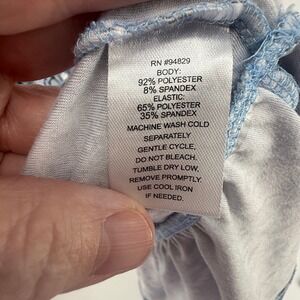 RN #94829
BODY:
92% POLYESTER
8% SPANDEX
ELASTIC:
65% POLYESTER
35% SPANDEX
MACHINE WASH COLD
SEPARATELY
GENTLE CYCLE,
DO NOT BLEACH.
TUMBLE DRY LOW,
REMOVE PROMPTLY.
USE COOL IRON
IF NEEDED.